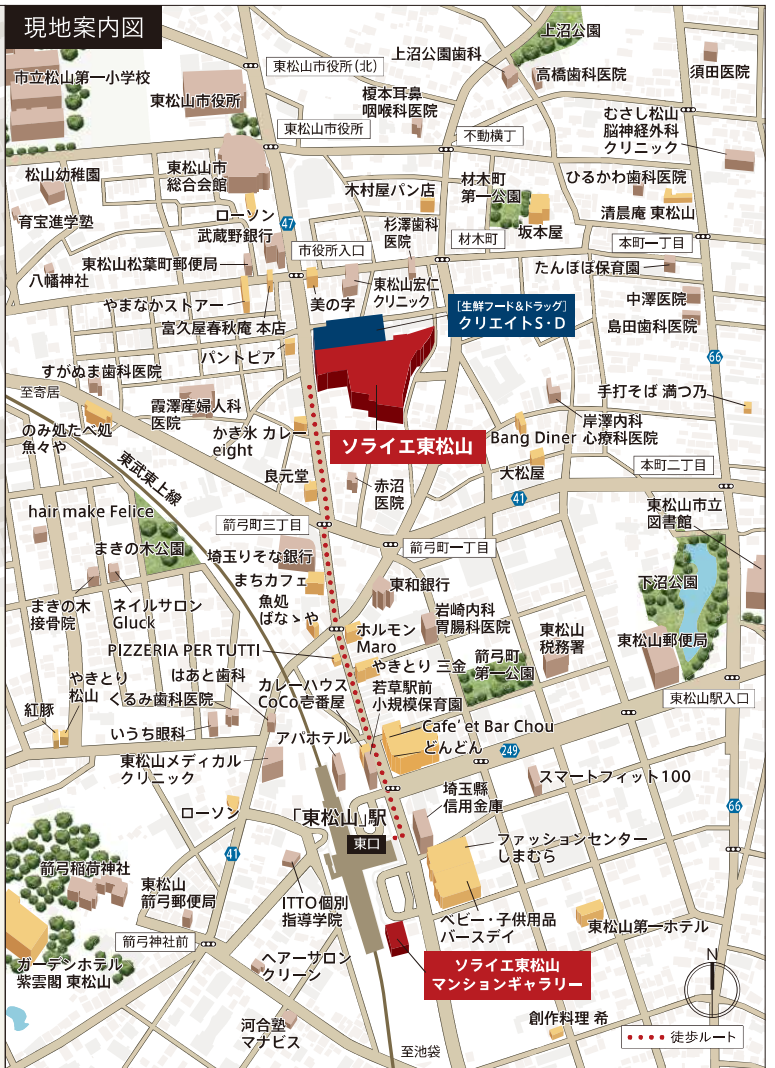 現地案内図
上沼公園
東松山市役所(北)
上沼公園歯科
高橋歯科医院
須田医院
市立松山第一小学校
東松山市役所
榎本耳鼻
咽喉科医院
むさし松山
脳神経外科
クリニック
東松山市役所
不動横丁
松山幼稚園
東松山市
総合会館
木村屋パン店
材木町
第一公園
ひるかわ歯科医院
清晨庵 東松山
育宝進学塾
ローソン
武蔵野銀行
47
杉澤歯科
医院
材木町
坂本屋
本町一丁目
市役所入口
東松山松葉町郵便局
八幡神社
たんぽぽ保育園
東松山宏仁
クリニック
やまなかストアー
美の字
[生鮮フード&ドラッグ]
クリエイトS・D
中澤医院
島田歯科医院
富久屋春秋庵 本店
パントピア
66
すがぬま歯科医院
至寄居
手打そば 満つ乃
霞澤産婦人科
医院
のみ処たべ処
魚々や
かき氷 カレー
eight
ソライエ東松山
Bang Diner
岸澤内科
心療科医院
東武東上線
良元堂
赤沼
医院
大松屋
本町二丁目
41
hair make Felice
東松山市立
図書館
箭弓町三丁目
まきの木公園
箭弓町一丁目
埼玉りそな銀行
まちカフェ
東和銀行
下沼公園
まきの木
接骨院
ネイルサロン
Gluck
魚処
ばなゝや
岩崎内科
胃腸科医院
ホルモン
Maro
東松山
税務署
東松山郵便局
PIZZERIA PER TUTTI
やきとり 三金
箭弓町
第一公園
やきとり
松山
はあと歯科
くるみ歯科医院
カレーハウス
CoCo壱番屋
若草駅前
小規模保育園
東松山駅入口
紅豚
いうち眼科
アパホテル
Cafe' et Bar Chou
どんどん
249
東松山メディカル
クリニック
スマートフィット100
埼玉縣
信用金庫
66
ローソン
「東松山」駅
東口
ファッションセンター
しまむら
41
箭弓稲荷神社
東松山
箭弓郵便局
ITTO個別
指導学院
ベビー・子供用品
バースデイ
東松山第一ホテル
箭弓神社前
ガーデンホテル
紫雲閣 東松山
ヘアーサロン
クリーン
ソライエ東松山
マンションギャラリー
N
河合塾
マナビス
創作料理 希
至池袋
徒歩ルート